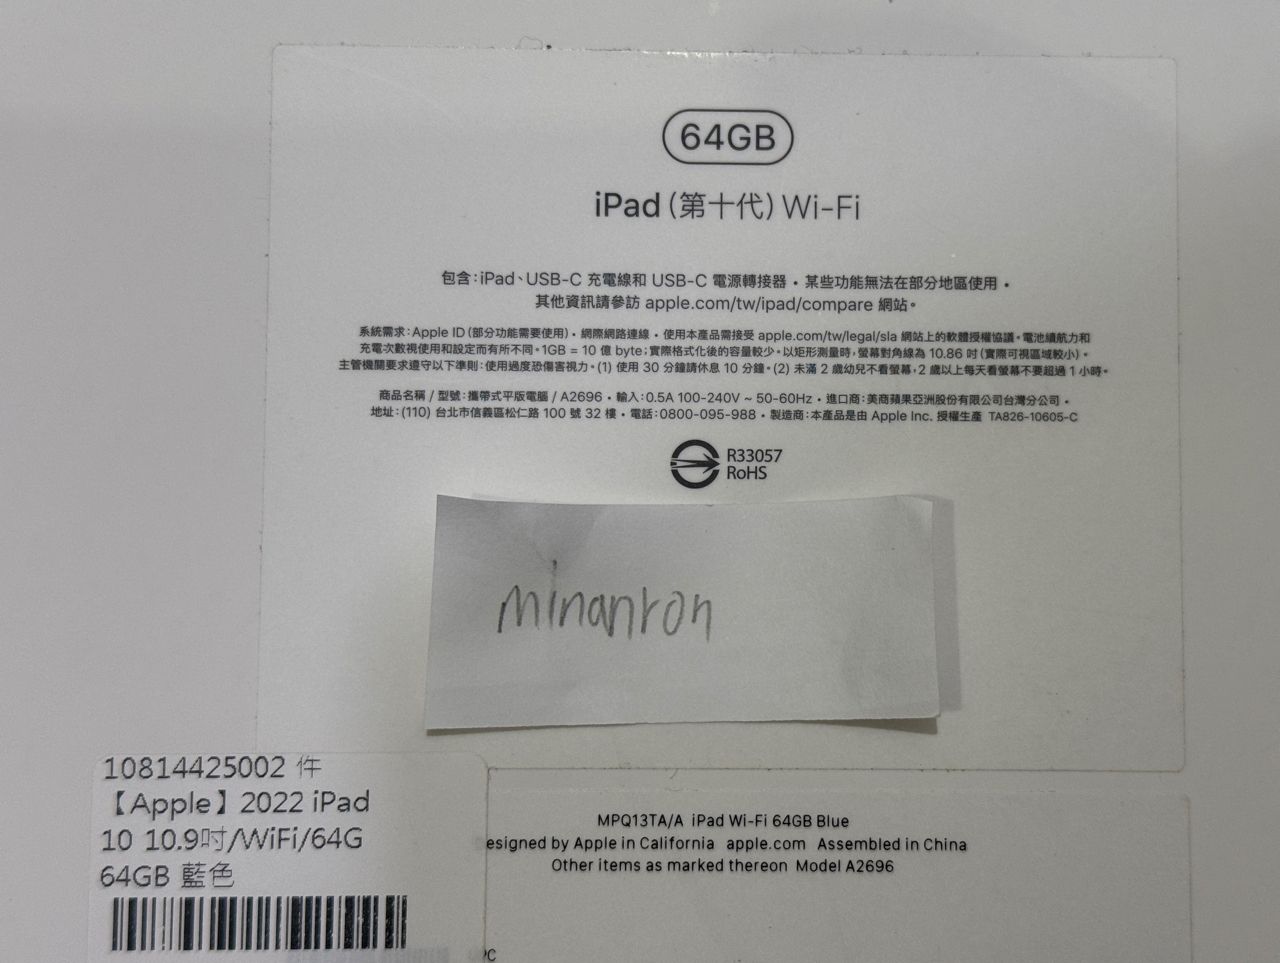 64GB
iPad（第十代）Wi-Fi
包含：iPad、USB-C 充電線和 USB-C 電源轉接器。某些功能無法在部分地區使用。
其他資訊請參訪 apple.com/tw/ipad/compare 網站。
系統需求：Apple ID（部分功能需要使用）。網際網路連線。使用本產品需接受 apple.com/tw/legal/sla 網站上的軟體授權協議。電池續航力和
充電次數視使用和設定而有所不同。1GB = 10 億 byte；實際格式化後的容量較少。以矩形測量時，螢幕對角線為 10.86 吋（實際可視區域較小）。
主管機關要求遵守以下準則：使用過度恐傷害視力。(1) 使用 30 分鐘請休息 10 分鐘。(2) 未滿 2 歲幼兒不看螢幕，2 歲以上每天看螢幕不要超過 1 小時。
商品名稱 / 型號：攜帶式平版電腦 / A2696・輸入：0.5A 100-240V ~ 50-60Hz・進口商：美商蘋果亞洲股份有限公司台灣分公司・
地址：(110) 台北市信義區松仁路 100 號 32 樓・電話：0800-095-988・製造商：本產品是由 Apple Inc. 授權生產 TA826-10605-C
R33057
RoHS
minanron
10814425002 件
【Apple】2022 iPad
10 10.9吋/WiFi/64G
64GB 藍色
MPQ13TA/A iPad Wi-Fi 64GB Blue
esigned by Apple in California apple.com Assembled in China
Other items as marked thereon Model A2696